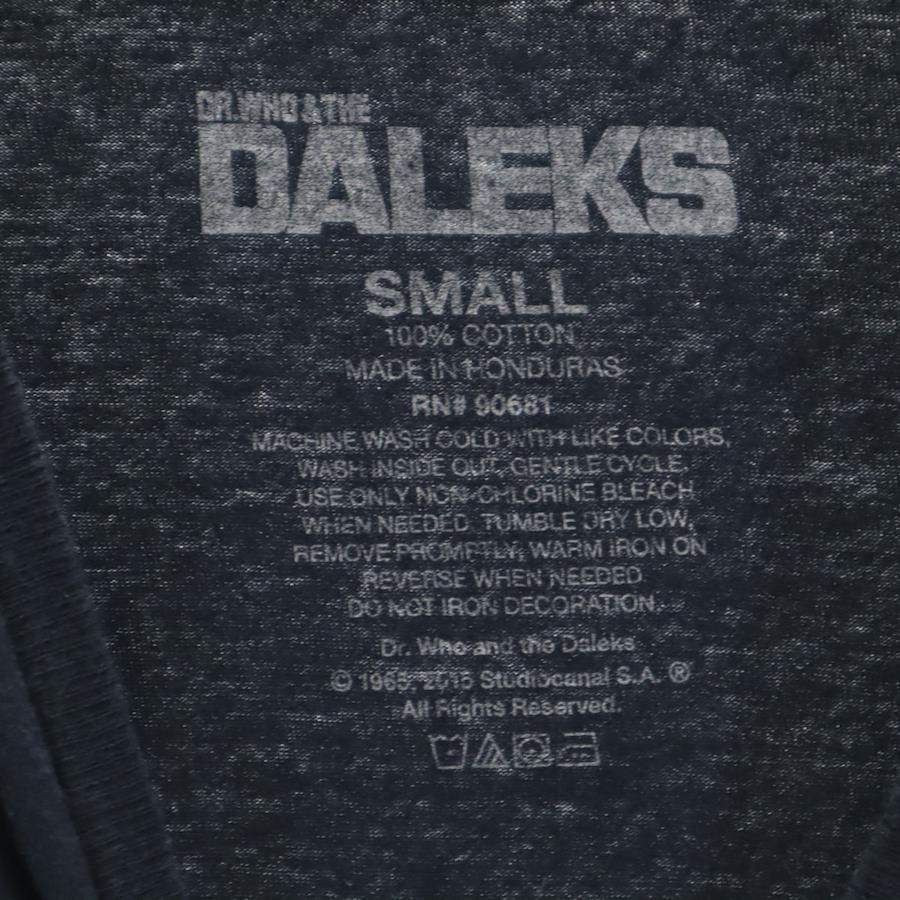 DR. WHO & THE
DALEKS
SMALL
100% COTTON
MADE IN HONDURAS
RN# 90681
MACHINE WASH COLD WITH LIKE COLORS,
WASH INSIDE OUT, GENTLE CYCLE,
USE ONLY NON-CHLORINE BLEACH
WHEN NEEDED, TUMBLE DRY LOW,
REMOVE PROMPTLY, WARM IRON ON
REVERSE WHEN NEEDED
DO NOT IRON DECORATION.
Dr. Who and the Daleks
© 1965, 2015 Studiocanal S.A. ®
All Rights Reserved.